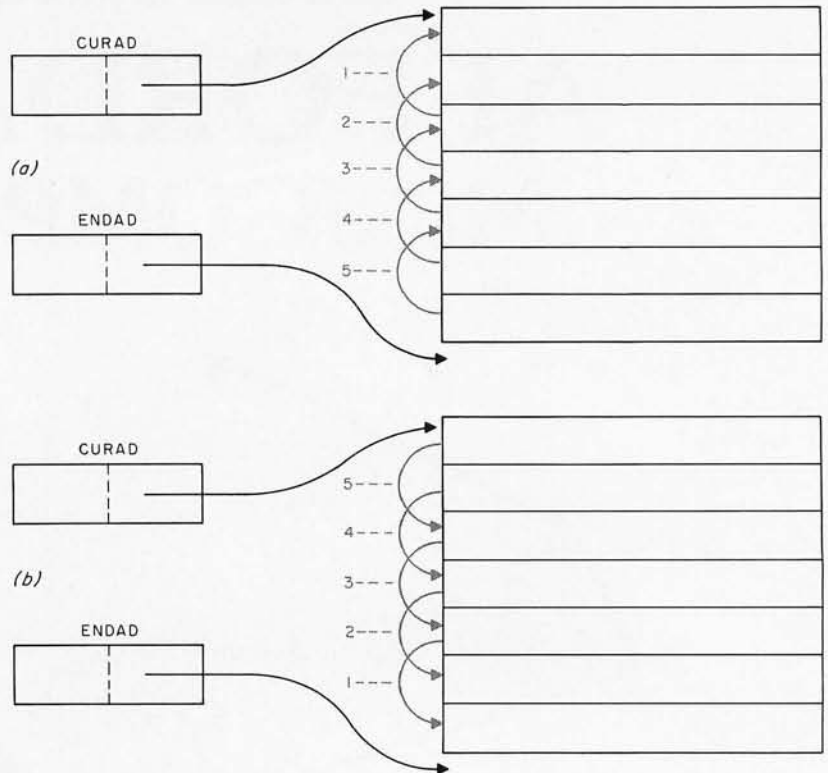 CURAD
1---
2---
(a)
3---
ENDAD
4---
5---
CURAD
5---
4---
(b)
3---
ENDAD
2---
1---